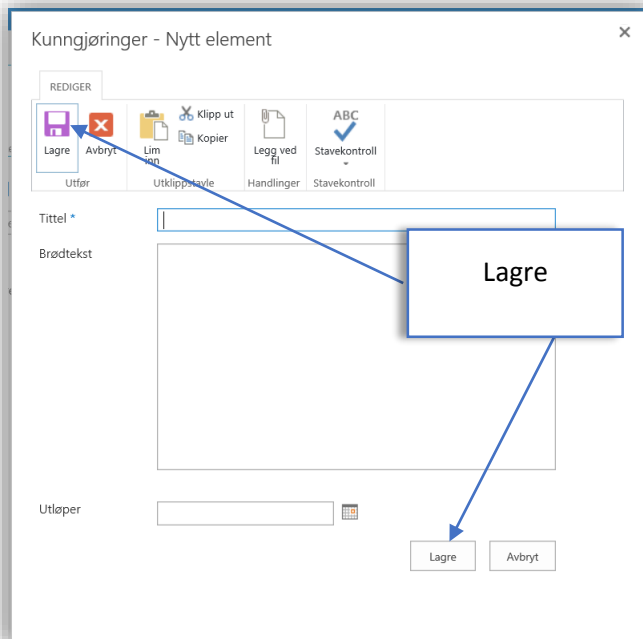 Kunngjøringer - Nytt element
REDIGER
Klipp ut
Kopier
ABC
Lagre
Avbryt
Lim
inn
Legg ved
fil
Stavekontroll
Utfør
Utklippstavle
Handlinger
Stavekontroll
Tittel *
Brødtekst
Lagre
Utløper
Lagre
Avbryt